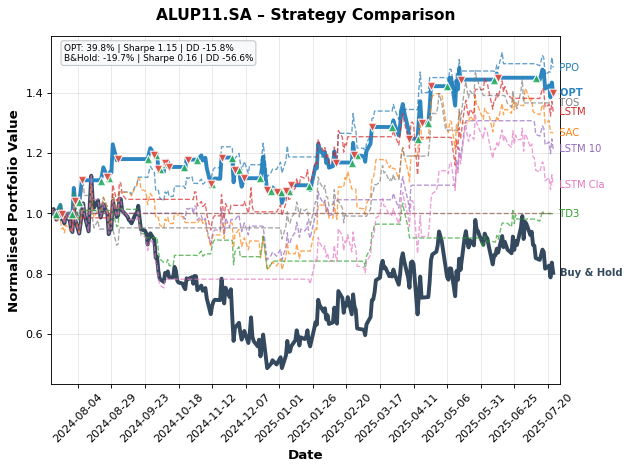 ALUP11.SA – Strategy Comparison
OPT: 39.8% | Sharpe 1.15 | DD -15.8%
B&Hold: -19.7% | Sharpe 0.16 | DD -56.6%
Normalised Portfolio Value
1.4
1.2
1.0
0.8
0.6
PPO
OPT
TOS
LSTM
SAC
LSTM 10
LSTM Cla
TD3
Buy & Hold
2024-08-04
2024-08-29
2024-09-23
2024-10-18
2024-11-12
2024-12-07
2025-01-01
2025-01-26
2025-02-20
2025-03-17
2025-04-11
2025-05-06
2025-05-31
2025-06-25
2025-07-20
Date